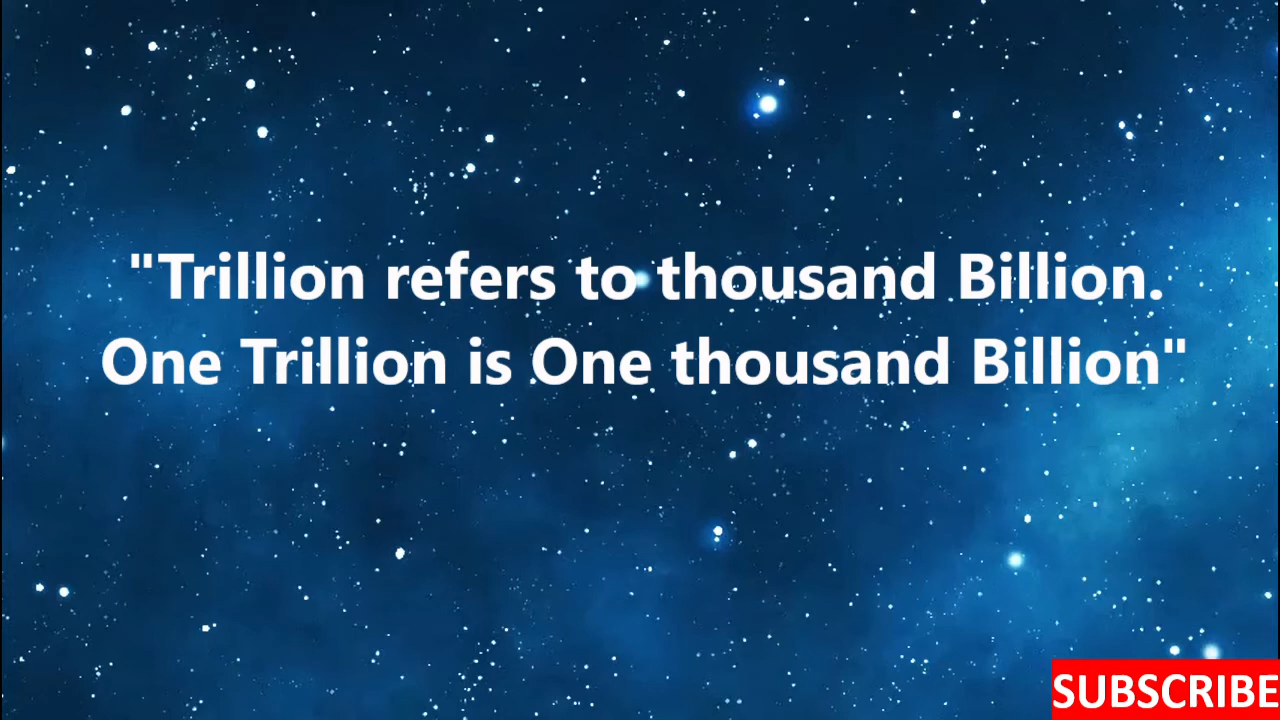 "Trillion refers to thousand Billion.
One Trillion is One thousand Billion"
SUBSCRIBE